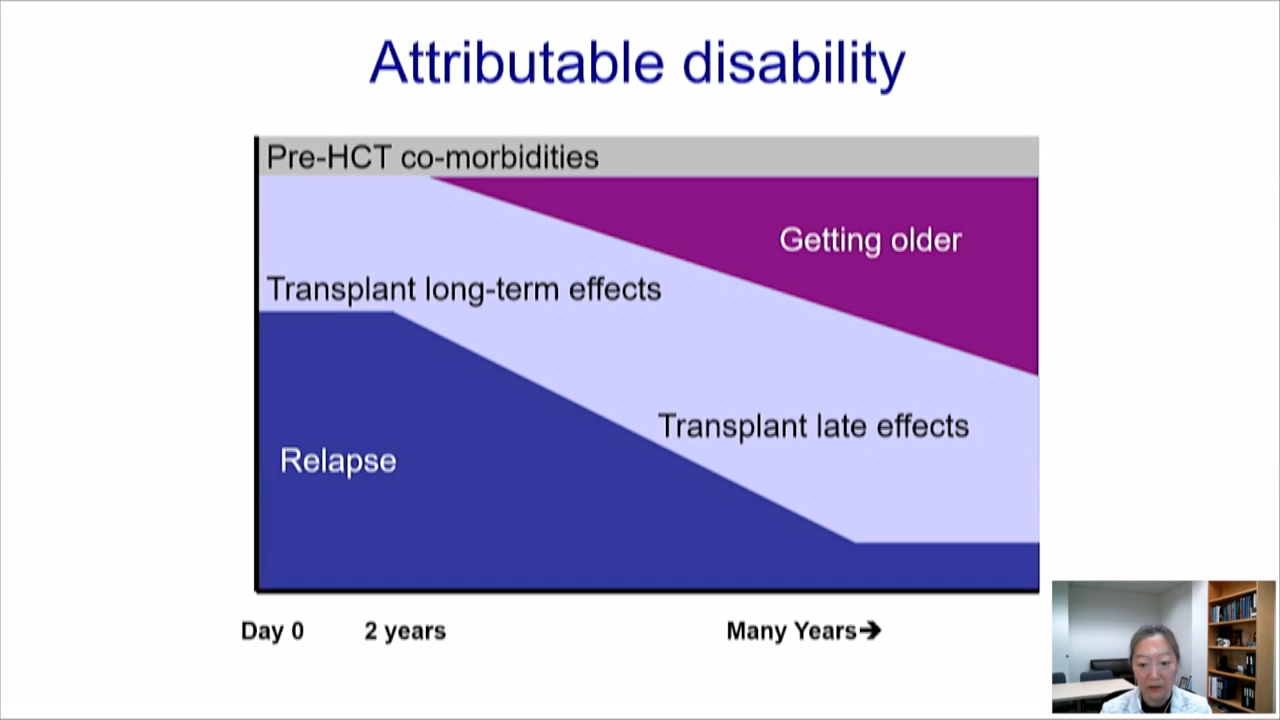 Attributable disability
Pre-HCT co-morbidities
Getting older
Transplant long-term effects
Transplant late effects
Relapse
Day 0 2 years Many Years→